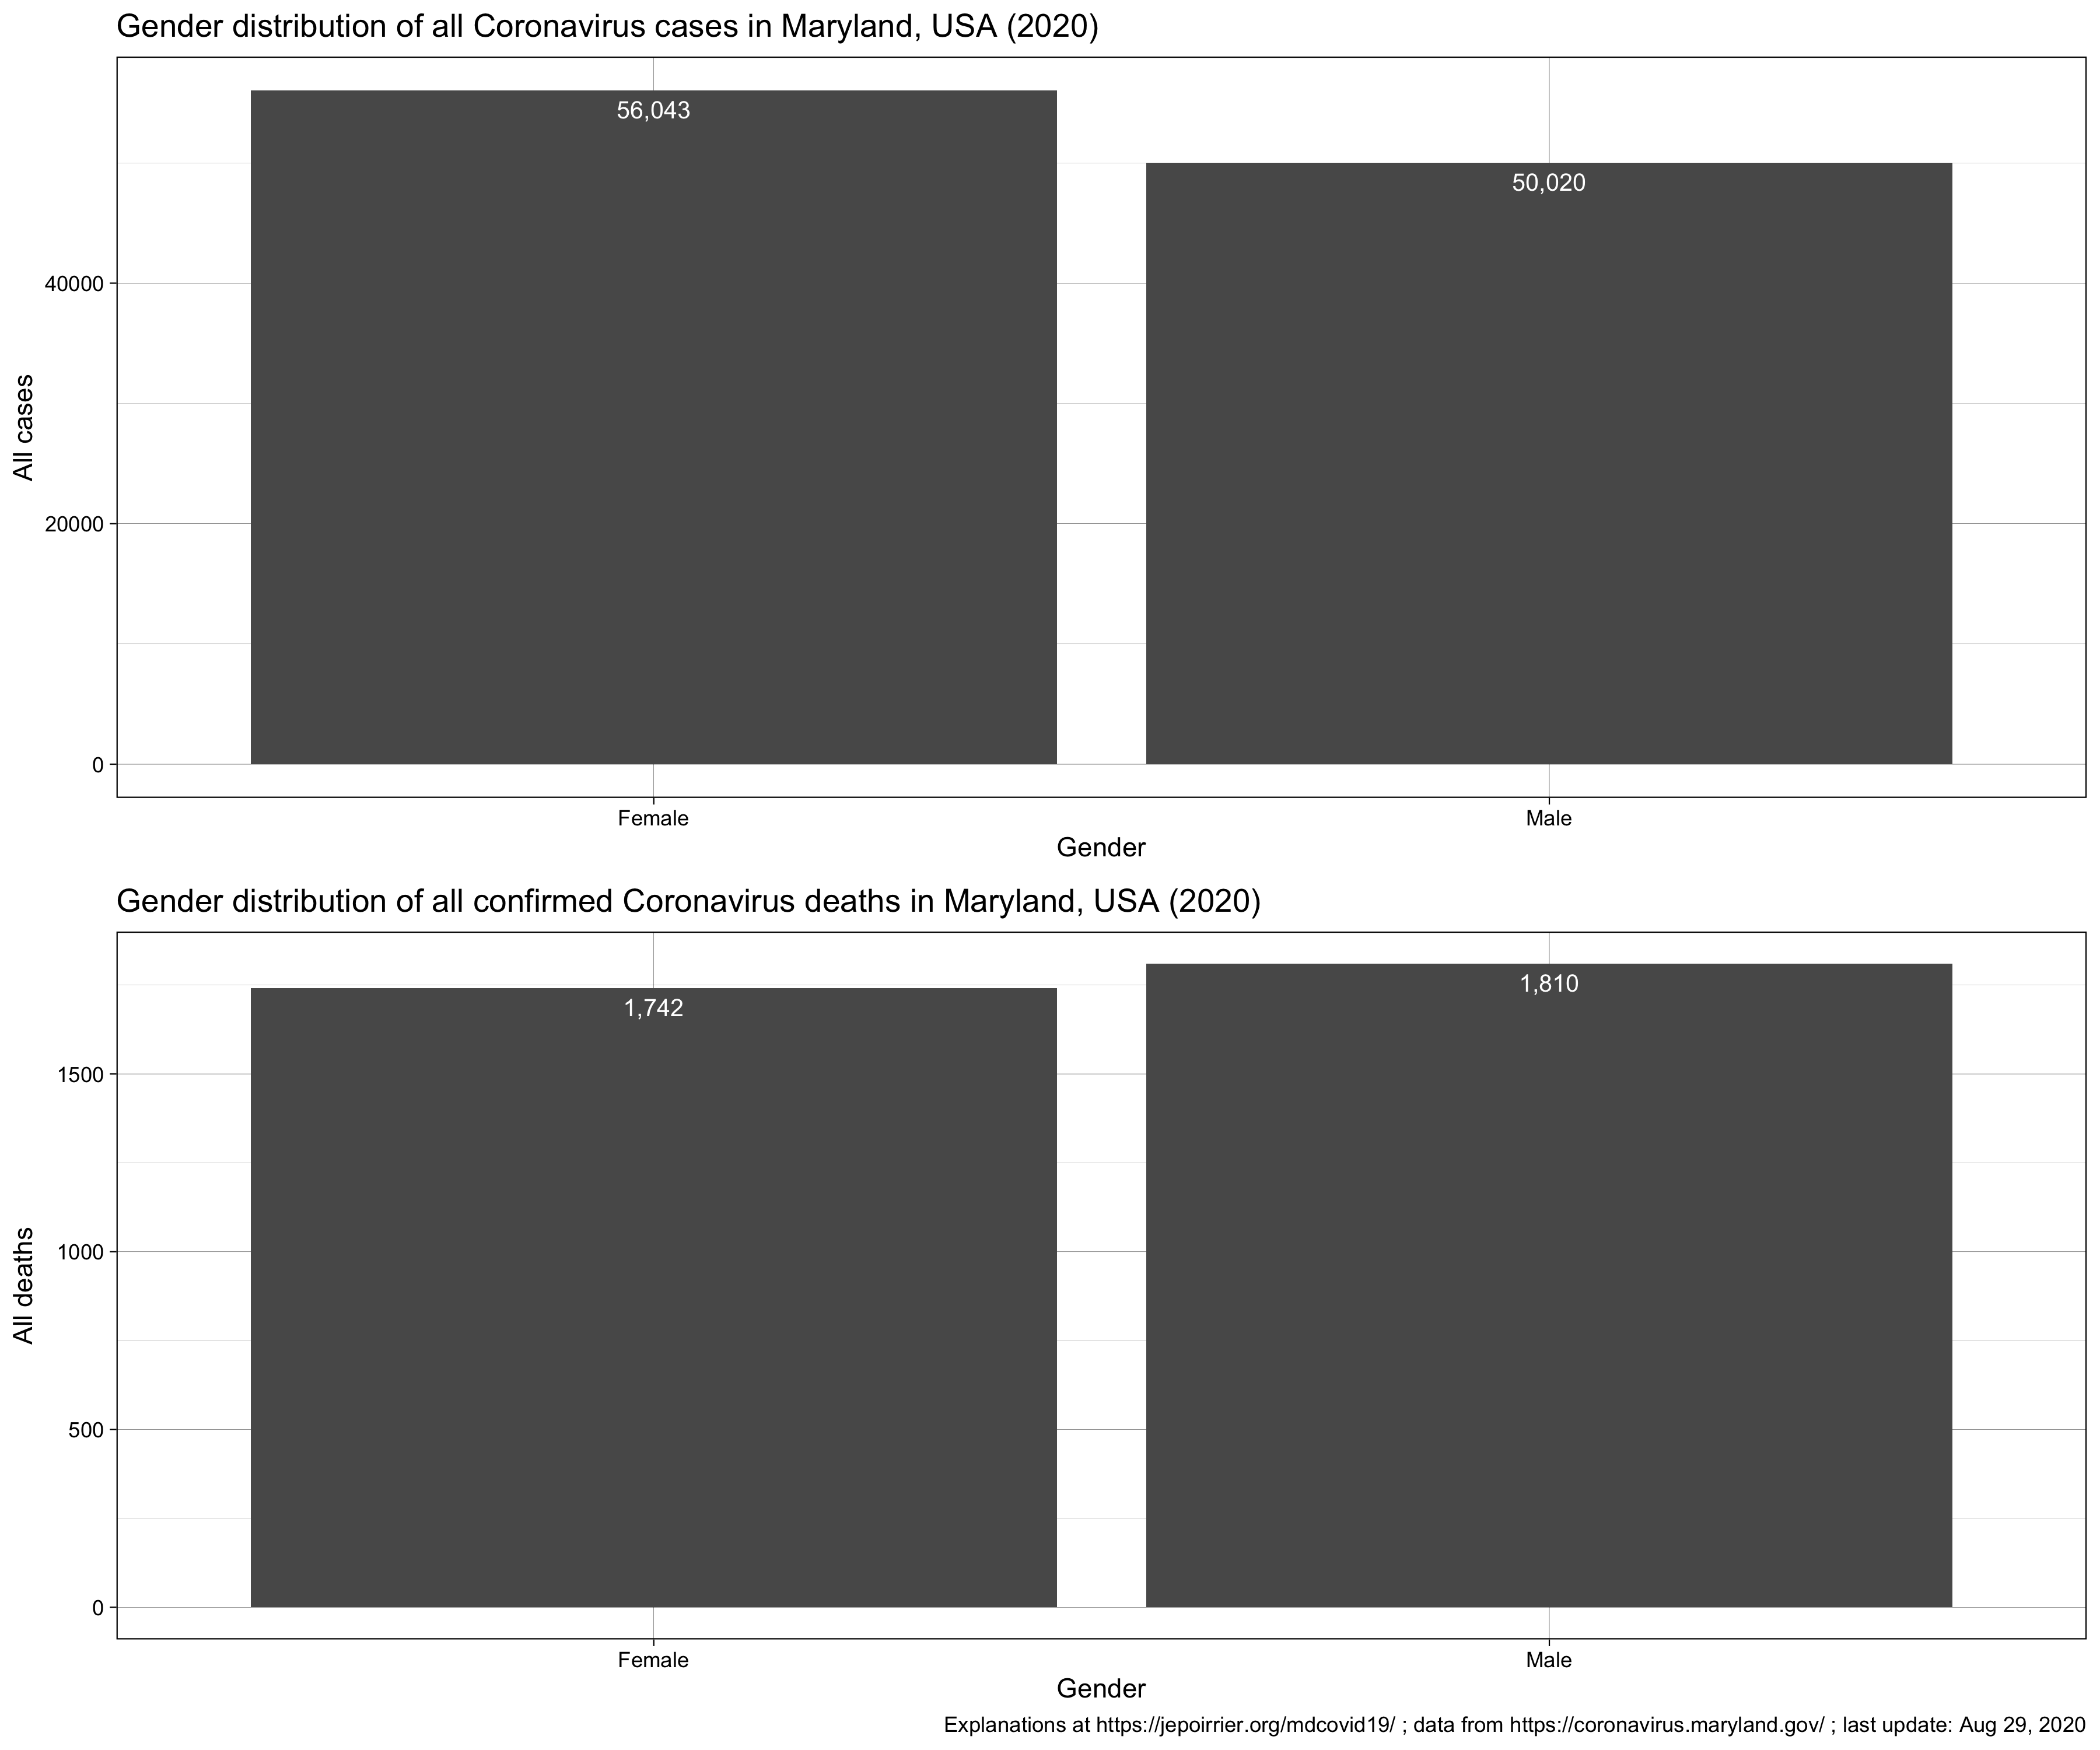 Gender distribution of all Coronavirus cases in Maryland, USA (2020)
56,043
50,020
40000
20000
0
All cases
Female
Male
Gender
Gender distribution of all confirmed Coronavirus deaths in Maryland, USA (2020)
1,742
1,810
1500
1000
500
0
All deaths
Female
Male
Gender
Explanations at https://jepoirrier.org/mdcovid19/ ; data from https://coronavirus.maryland.gov/ ; last update: Aug 29, 2020